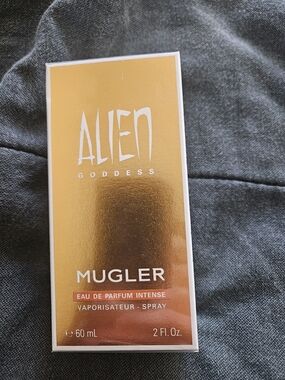 ALIEN
GODDESS
MUGLER
EAU DE PARFUM INTENSE
VAPORISATEUR - SPRAY
60 mL 2 Fl. Oz.